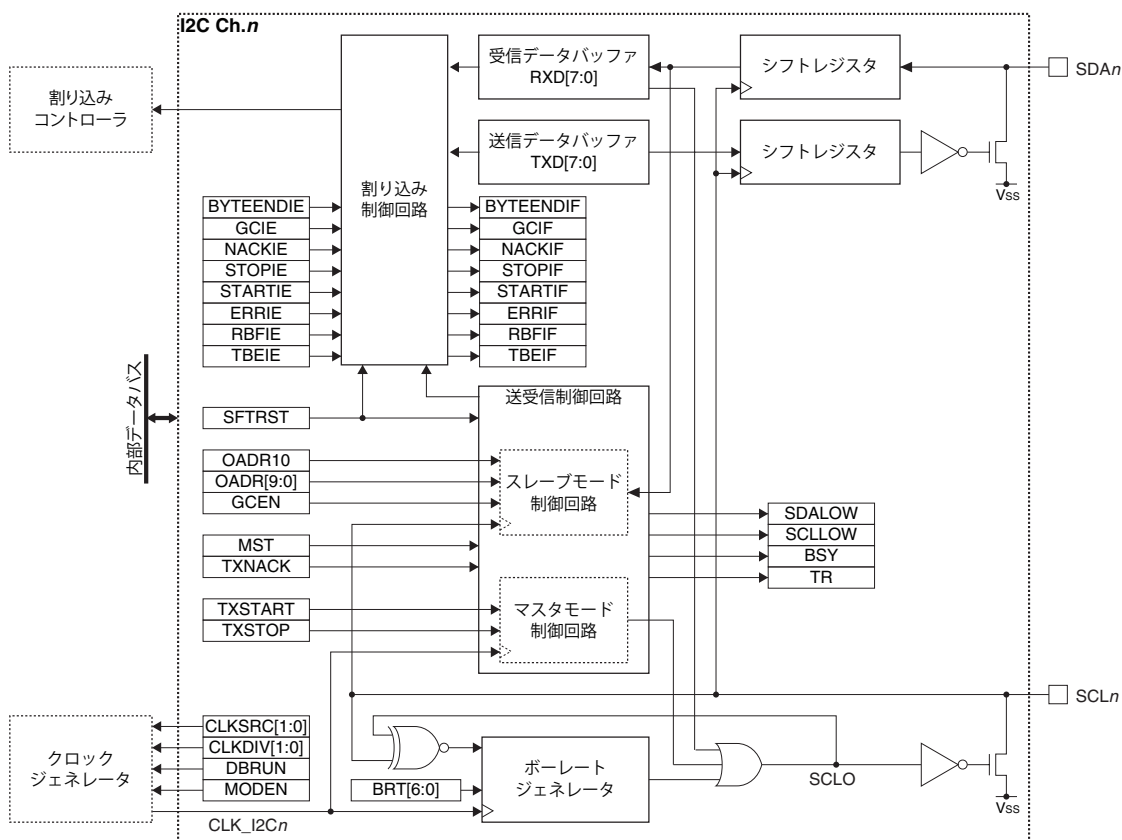 I2C Ch.n
割り込み
コントローラ
受信データバッファ
RXD[7:0]
シフトレジスタ
SDAn
送信データバッファ
TXD[7:0]
シフトレジスタ
VSS
割り込み
制御回路
BYTEENDIE
GCIE
NACKIE
STOPIE
STARTIE
ERRIE
RBFIE
TBEIE
BYTEENDIF
GCIF
NACKIF
STOPIF
STARTIF
ERRIF
RBFIF
TBEIF
内部データバス
SFTRST
送受信制御回路
OADR10
OADR[9:0]
GCEN
スレーブモード
制御回路
MST
TXNACK
SDALOW
SCLLOW
BSY
TR
TXSTART
TXSTOP
マスタモード
制御回路
SCLn
クロック
ジェネレータ
CLKSRC[1:0]
CLKDIV[1:0]
DBRUN
MODEN
BRT[6:0]
ボーレート
ジェネレータ
SCLO
VSS
CLK_I2Cn